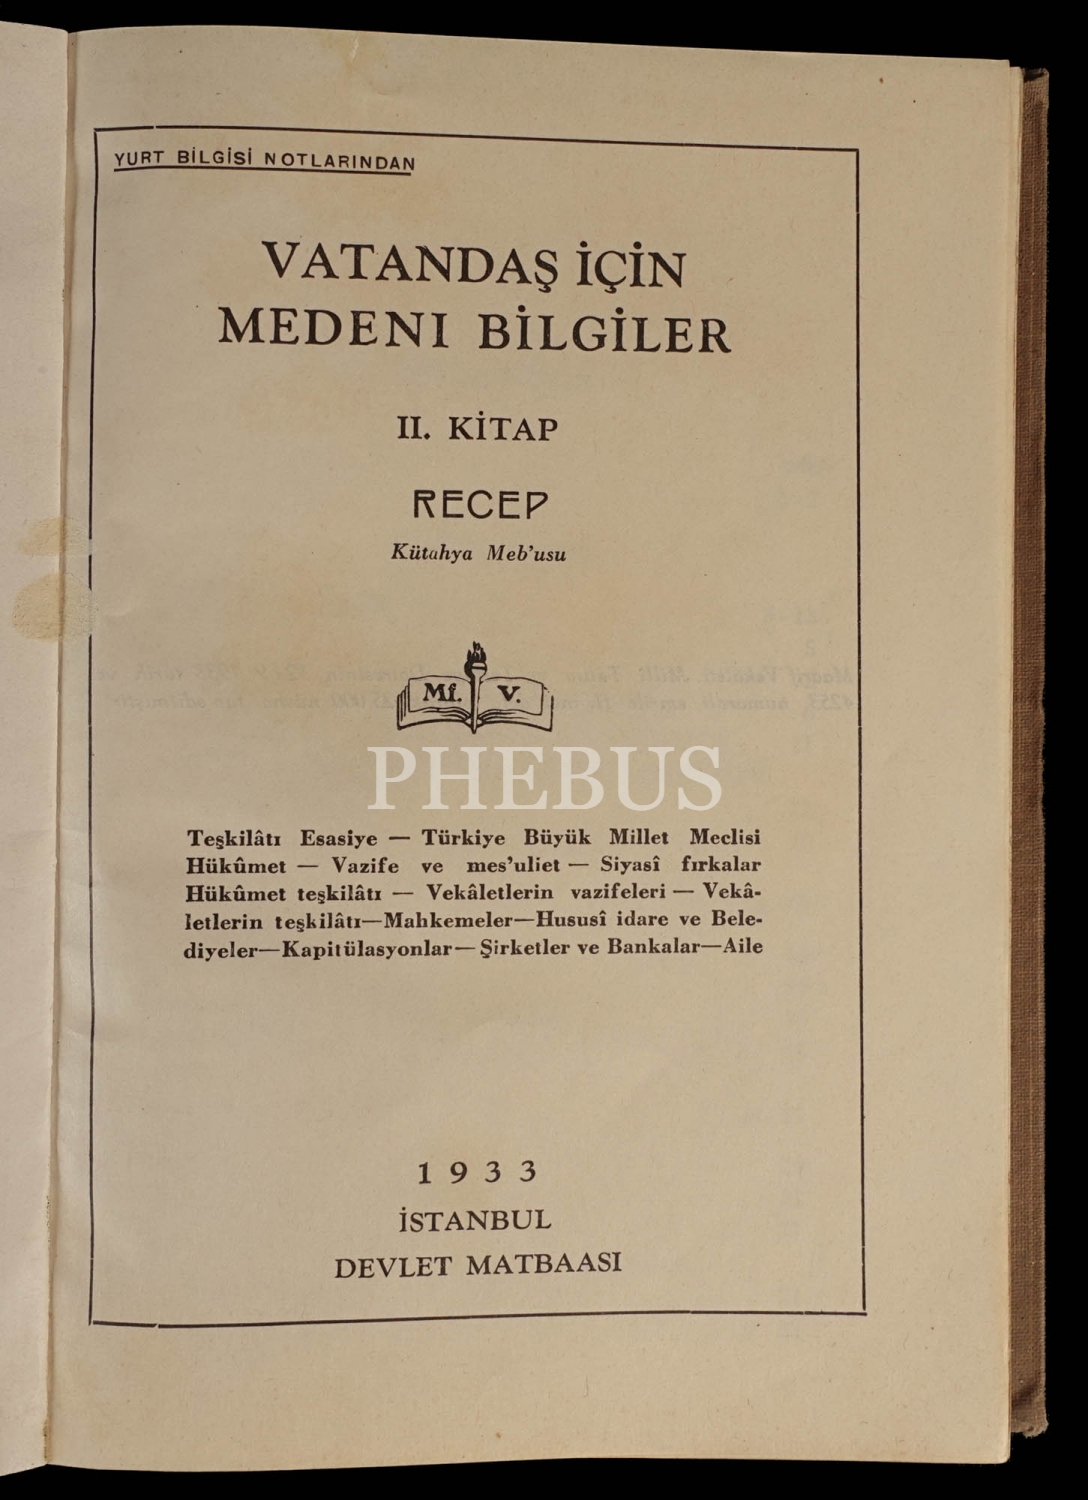 YURT BİLGİSİ NOTLARINDAN
VATANDAŞ İÇİN
MEDENI BİLGİLER
II. KİTAP
RECEP
Kütahya Meb'usu
Mf. V.
PHEBUS
Teşkilâtı Esasiye — Türkiye Büyük Millet Meclisi
Hükûmet — Vazife ve mes'uliet — Siyasî fırkalar
Hükûmet teşkilâtı — Vekâletlerin vazifeleri — Vekâ-
letlerin teşkilâtı—Mahkemeler—Hususî idare ve Bele-
diyeler—Kapitülasyonlar—Şirketler ve Bankalar—Aile
1933
İSTANBUL
DEVLET MATBAASI